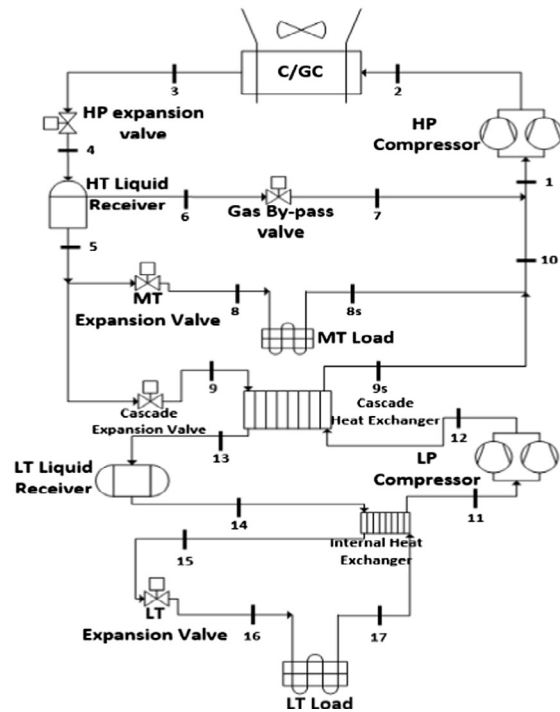 C/GC
3
2
HP expansion
valve
4
HP
Compressor
HT Liquid
Receiver
1
6
Gas By-pass
valve
7
5
10
MT
Expansion Valve
8
8s
MT Load
9
9s
Cascade
Expansion Valve
Cascade
Heat Exchanger
12
13
LT Liquid
Receiver
LP
Compressor
14
11
15
Internal Heat
Exchanger
LT
Expansion Valve
16
17
LT Load